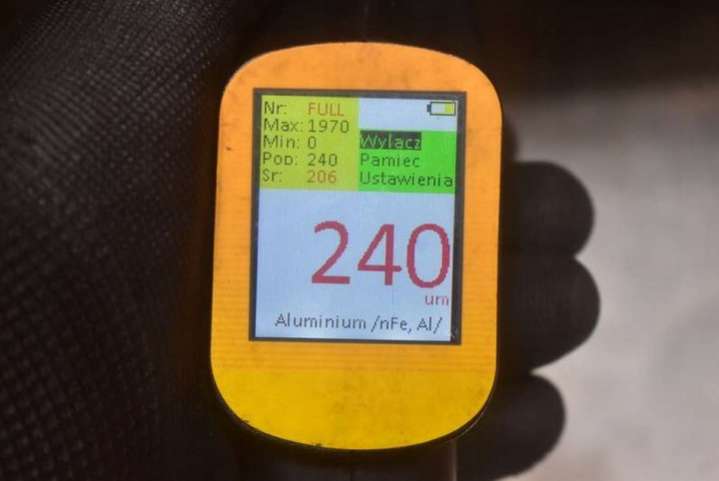 Nr: FULL
Max: 1970
Min: 0
Pop: 240
Sr: 206
Wylacz
Pamiec
Ustawienia
240
um
Aluminium /nFe, Al/